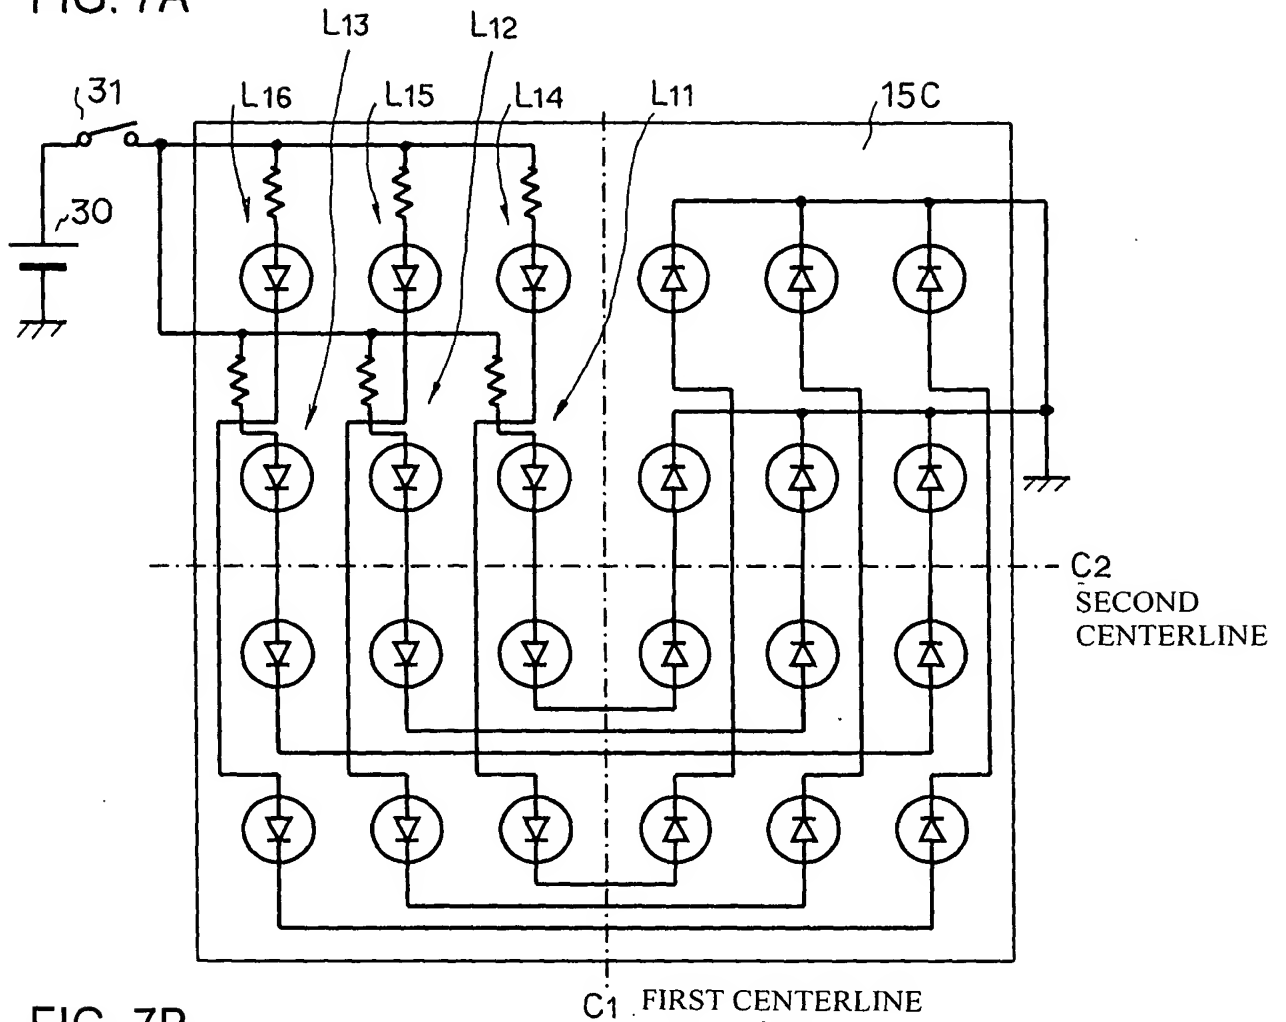 FIG. 7A
L13
L12
31
L16
L15
L14
L11
15C
30
C2
SECOND
CENTERLINE
C1 FIRST CENTERLINE
FIG. 7B